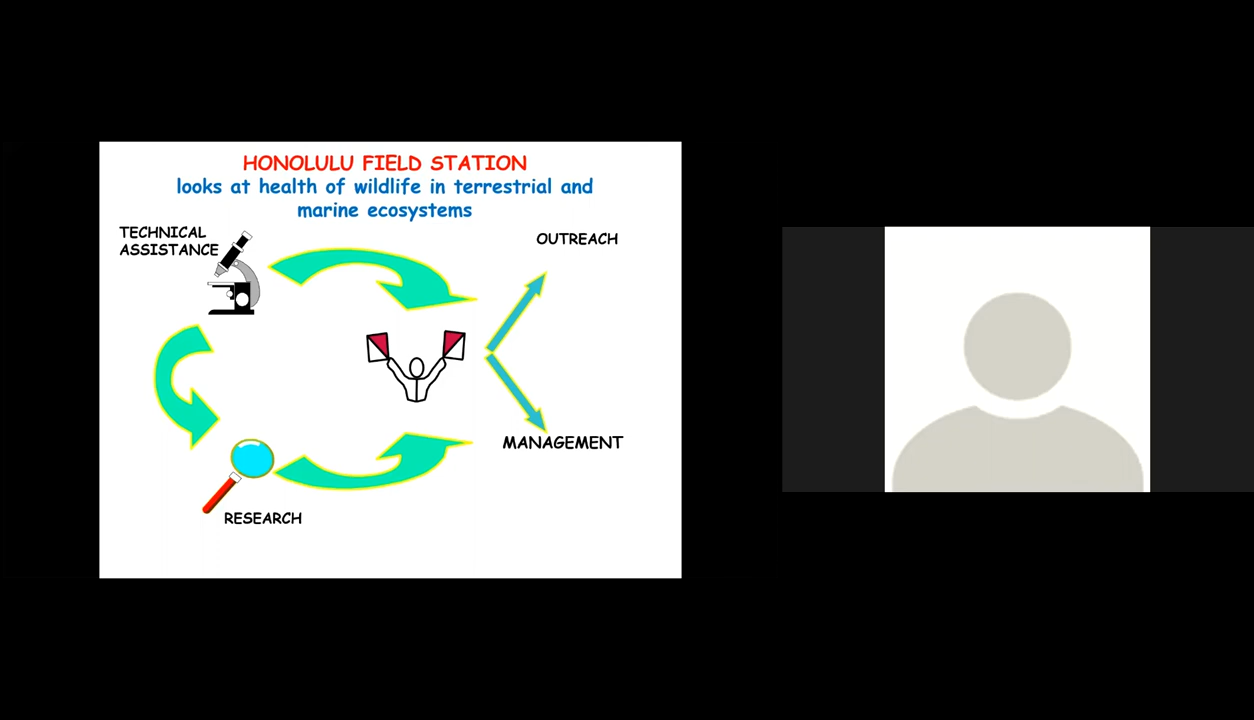 HONOLULU FIELD STATION
looks at health of wildlife in terrestrial and
marine ecosystems
TECHNICAL
ASSISTANCE
OUTREACH
MANAGEMENT
RESEARCH